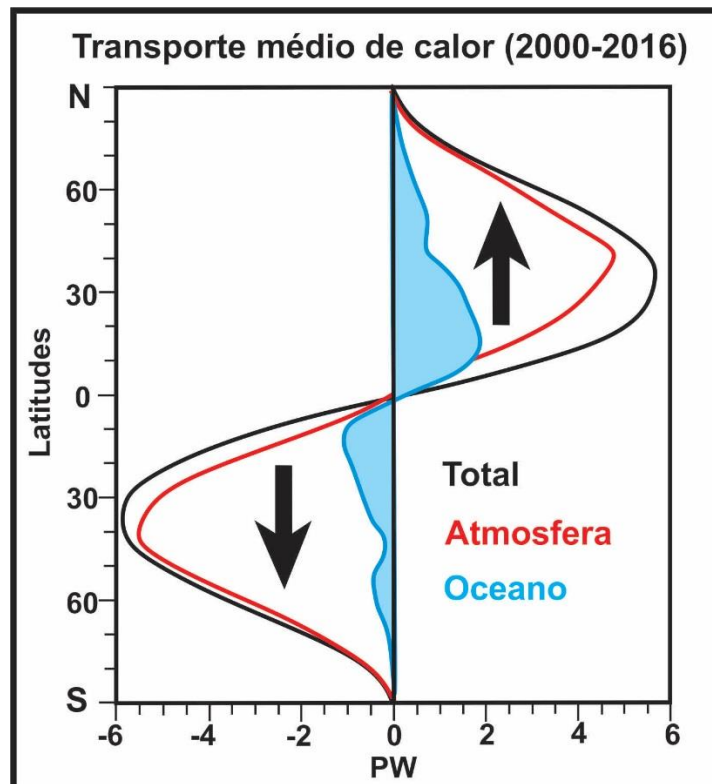 Transporte médio de calor (2000-2016)
N
60
30
0
30
60
S
Latitudes
Total
Atmosfera
Oceano
-6 -4 -2 0 2 4 6
PW